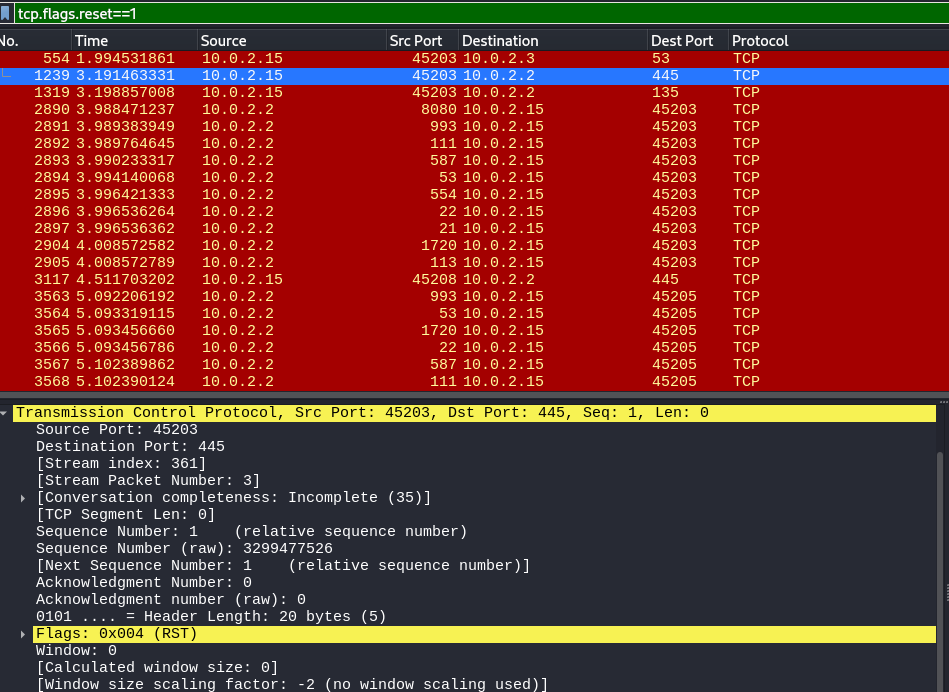 tcp.flags.reset==1
No. Time Source Src Port Destination Dest Port Protocol
554 1.994531861 10.0.2.15 45203 10.0.2.3 53 TCP
1239 3.191463331 10.0.2.15 45203 10.0.2.2 445 TCP
1319 3.198857008 10.0.2.15 45203 10.0.2.2 135 TCP
2890 3.988471237 10.0.2.2 8080 10.0.2.15 45203 TCP
2891 3.989383949 10.0.2.2 993 10.0.2.15 45203 TCP
2892 3.989764645 10.0.2.2 111 10.0.2.15 45203 TCP
2893 3.990233317 10.0.2.2 587 10.0.2.15 45203 TCP
2894 3.994140068 10.0.2.2 53 10.0.2.15 45203 TCP
2895 3.996421333 10.0.2.2 554 10.0.2.15 45203 TCP
2896 3.996536264 10.0.2.2 22 10.0.2.15 45203 TCP
2897 3.996536362 10.0.2.2 21 10.0.2.15 45203 TCP
2904 4.008572582 10.0.2.2 1720 10.0.2.15 45203 TCP
2905 4.008572789 10.0.2.2 113 10.0.2.15 45203 TCP
3117 4.511703202 10.0.2.15 45208 10.0.2.2 445 TCP
3563 5.092206192 10.0.2.2 993 10.0.2.15 45205 TCP
3564 5.093319115 10.0.2.2 53 10.0.2.15 45205 TCP
3565 5.093456660 10.0.2.2 1720 10.0.2.15 45205 TCP
3566 5.093456786 10.0.2.2 22 10.0.2.15 45205 TCP
3567 5.102389862 10.0.2.2 587 10.0.2.15 45205 TCP
3568 5.102390124 10.0.2.2 111 10.0.2.15 45205 TCP
Transmission Control Protocol, Src Port: 45203, Dst Port: 445, Seq: 1, Len: 0
Source Port: 45203
Destination Port: 445
[Stream index: 361]
[Stream Packet Number: 3]
[Conversation completeness: Incomplete (35)]
[TCP Segment Len: 0]
Sequence Number: 1    (relative sequence number)
Sequence Number (raw): 3299477526
[Next Sequence Number: 1    (relative sequence number)]
Acknowledgment Number: 0
Acknowledgment number (raw): 0
0101 .... = Header Length: 20 bytes (5)
Flags: 0x004 (RST)
Window: 0
[Calculated window size: 0]
[Window size scaling factor: -2 (no window scaling used)]